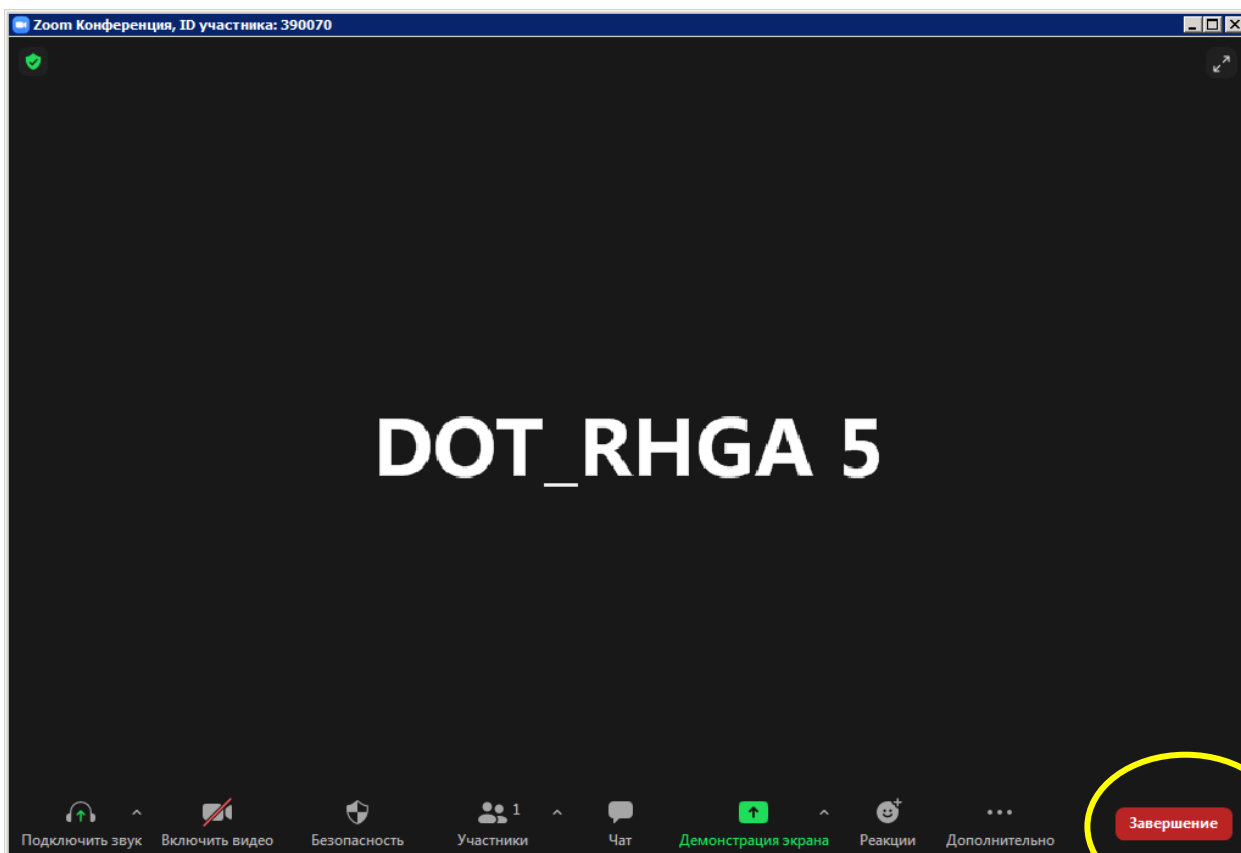 Zoom Конференция, ID участника: 390070
DOT_RHGA 5
1
Подключить звук Включить видео Безопасность Участники Чат Демонстрация экрана Реакции Дополнительно Завершение